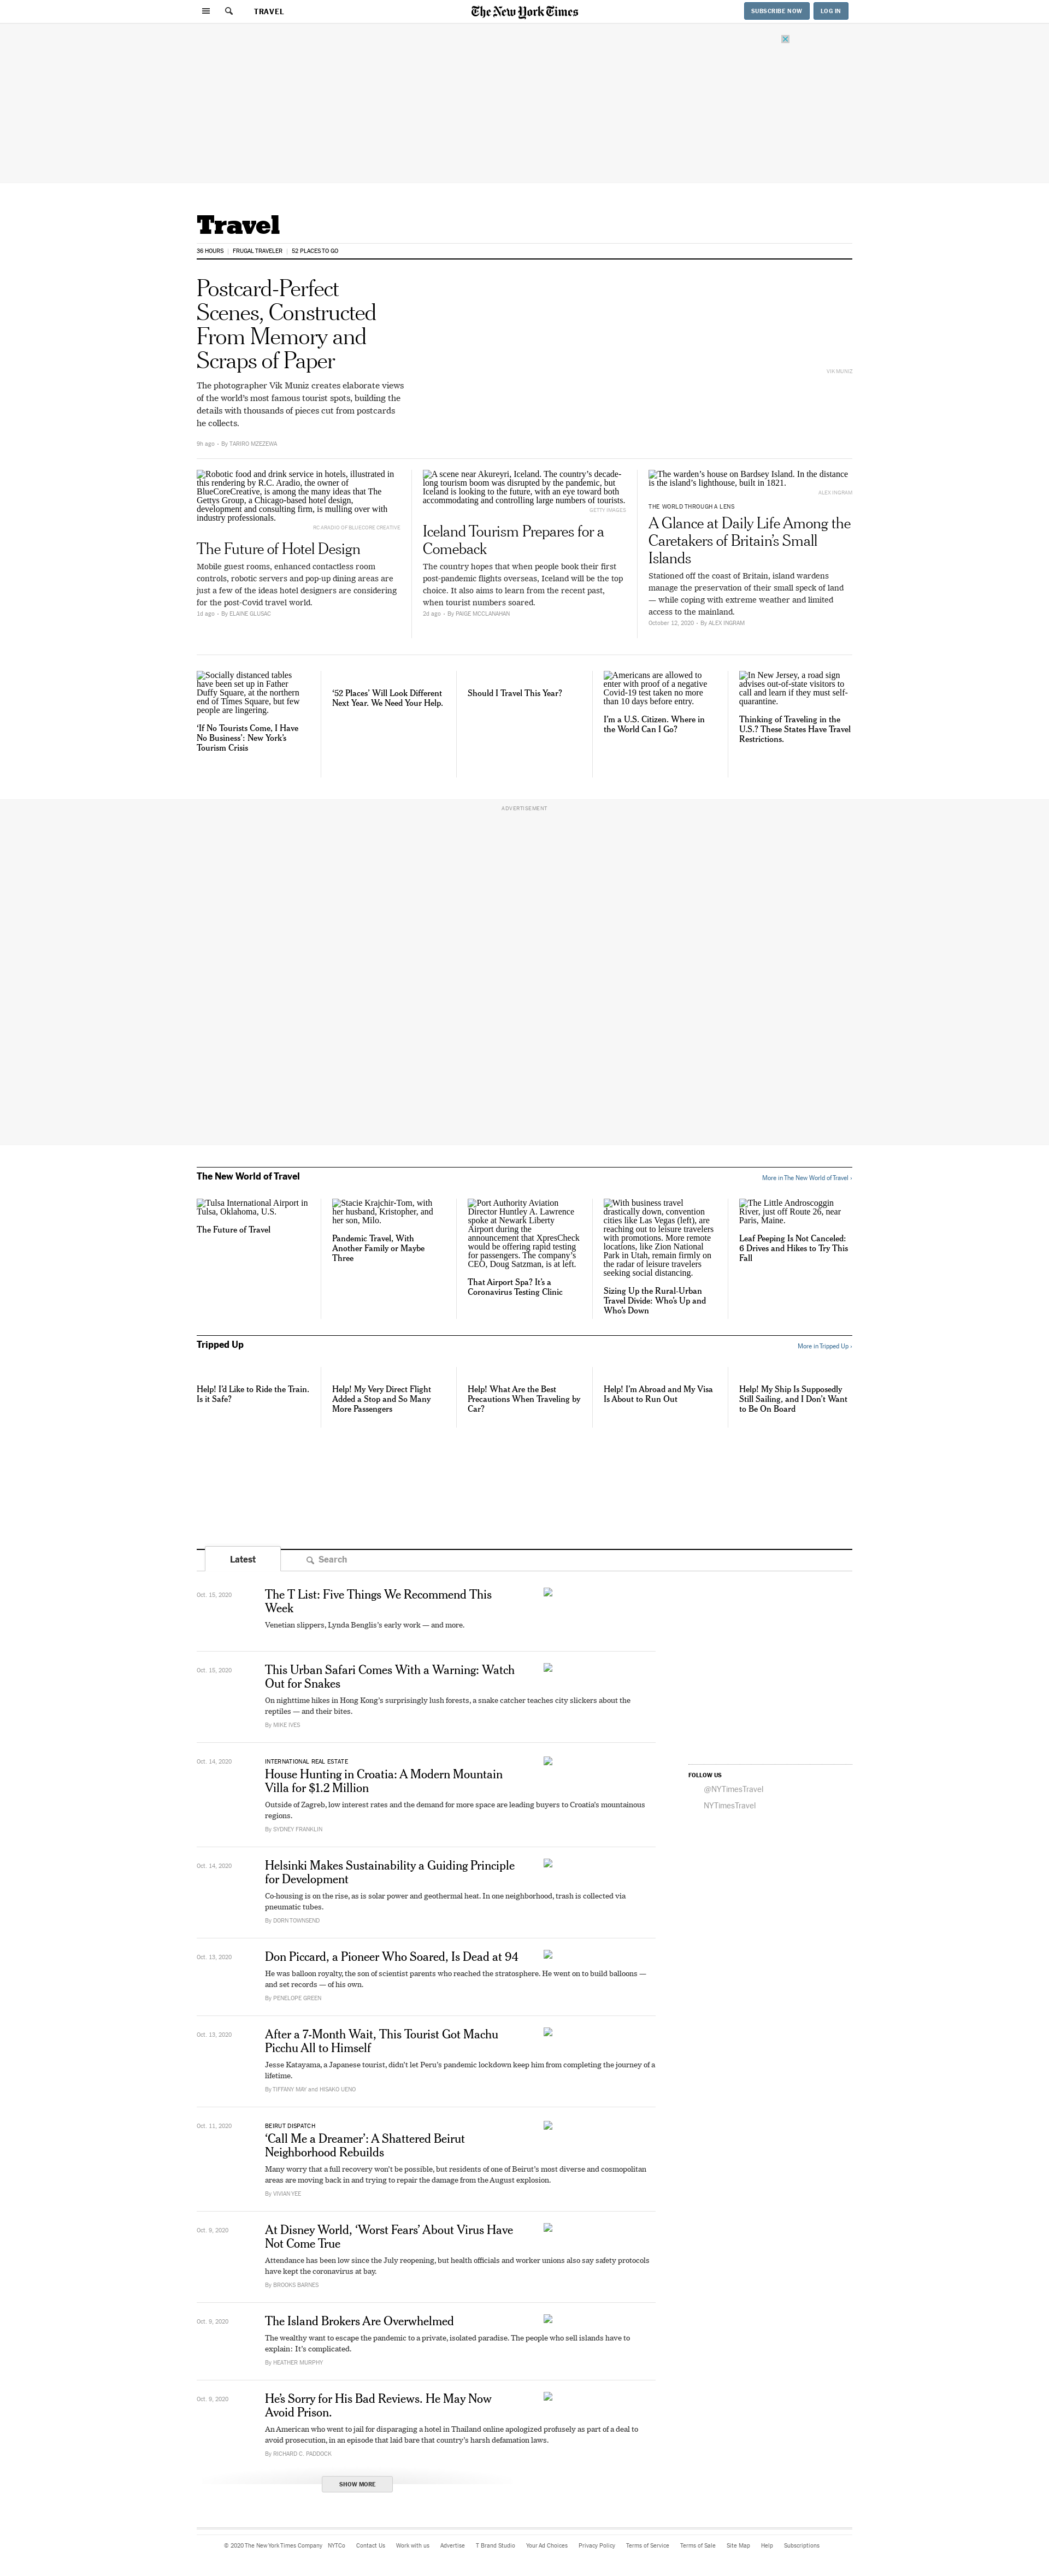 TRAVEL
The New York Times
SUBSCRIBE NOW
LOG IN
Travel
36 HOURS
FRUGAL TRAVELER
52 PLACES TO GO
Postcard-Perfect
Scenes, Constructed
From Memory and
Scraps of Paper
The photographer Vik Muniz creates elaborate views
of the world's most famous tourist spots, building the
details with thousands of pieces cut from postcards
he collects.
9h ago • By TARIRO MZEZEWA
VIK MUNIZ
Robotic food and drink service in hotels, illustrated in
this rendering by R.C. Aradio, the owner of
BlueCoreCreative, is among the many ideas that The
Gettys Group, a Chicago-based hotel design,
development and consulting firm, is mulling over with
industry professionals.
RC ARADIO OF BLUECORE CREATIVE
The Future of Hotel Design
Mobile guest rooms, enhanced contactless room
controls, robotic servers and pop-up dining areas are
just a few of the ideas hotel designers are considering
for the post-Covid travel world.
1d ago • By ELAINE GLUSAC
A scene near Akureyri, Iceland. The country's decade-
long tourism boom was disrupted by the pandemic, but
Iceland is looking to the future, with an eye toward both
accommodating and controlling large numbers of tourists.
GETTY IMAGES
Iceland Tourism Prepares for a
Comeback
The country hopes that when people book their first
post-pandemic flights overseas, Iceland will be the top
choice. It also aims to learn from the recent past,
when tourist numbers soared.
2d ago • By PAIGE MCCLANAHAN
The warden's house on Bardsey Island. In the distance
is the island's lighthouse, built in 1821.
ALEX INGRAM
THE WORLD THROUGH A LENS
A Glance at Daily Life Among the
Caretakers of Britain's Small
Islands
Stationed off the coast of Britain, island wardens
manage the preservation of their small speck of land
— while coping with extreme weather and limited
access to the mainland.
October 12, 2020 • By ALEX INGRAM
Socially distanced tables
have been set up in Father
Duffy Square, at the northern
end of Times Square, but few
people are lingering.
'If No Tourists Come, I Have
No Business': New York's
Tourism Crisis
'52 Places' Will Look Different
Next Year. We Need Your Help.
Should I Travel This Year?
Americans are allowed to
enter with proof of a negative
Covid-19 test taken no more
than 10 days before entry.
I'm a U.S. Citizen. Where in
the World Can I Go?
In New Jersey, a road sign
advises out-of-state visitors to
call and learn if they must self-
quarantine.
Thinking of Traveling in the
U.S.? These States Have Travel
Restrictions.
ADVERTISEMENT
The New World of Travel
More in The New World of Travel ›
Tulsa International Airport in
Tulsa, Oklahoma, U.S.
The Future of Travel
Stacie Krajchir-Tom, with
her husband, Kristopher, and
her son, Milo.
Pandemic Travel, With
Another Family or Maybe
Three
Port Authority Aviation
Director Huntley A. Lawrence
spoke at Newark Liberty
Airport during the
announcement that XpresCheck
would be offering rapid testing
for passengers. The company's
CEO, Doug Satzman, is at left.
That Airport Spa? It's a
Coronavirus Testing Clinic
With business travel
drastically down, convention
cities like Las Vegas (left), are
reaching out to leisure travelers
with promotions. More remote
locations, like Zion National
Park in Utah, remain firmly on
the radar of leisure travelers
seeking social distancing.
Sizing Up the Rural-Urban
Travel Divide: Who's Up and
Who's Down
The Little Androscoggin
River, just off Route 26, near
Paris, Maine.
Leaf Peeping Is Not Canceled:
6 Drives and Hikes to Try This
Fall
Tripped Up
More in Tripped Up ›
Help! I'd Like to Ride the Train.
Is it Safe?
Help! My Very Direct Flight
Added a Stop and So Many
More Passengers
Help! What Are the Best
Precautions When Traveling by
Car?
Help! I'm Abroad and My Visa
Is About to Run Out
Help! My Ship Is Supposedly
Still Sailing, and I Don't Want
to Be On Board
Latest
Search
Oct. 15, 2020
The T List: Five Things We Recommend This
Week
Venetian slippers, Lynda Benglis's early work — and more.
Oct. 15, 2020
This Urban Safari Comes With a Warning: Watch
Out for Snakes
On nighttime hikes in Hong Kong's surprisingly lush forests, a snake catcher teaches city slickers about the
reptiles — and their bites.
By MIKE IVES
Oct. 14, 2020
INTERNATIONAL REAL ESTATE
House Hunting in Croatia: A Modern Mountain
Villa for $1.2 Million
Outside of Zagreb, low interest rates and the demand for more space are leading buyers to Croatia's mountainous
regions.
By SYDNEY FRANKLIN
FOLLOW US
@NYTimesTravel
NYTimesTravel
Oct. 14, 2020
Helsinki Makes Sustainability a Guiding Principle
for Development
Co-housing is on the rise, as is solar power and geothermal heat. In one neighborhood, trash is collected via
pneumatic tubes.
By DORN TOWNSEND
Oct. 13, 2020
Don Piccard, a Pioneer Who Soared, Is Dead at 94
He was balloon royalty, the son of scientist parents who reached the stratosphere. He went on to build balloons —
and set records — of his own.
By PENELOPE GREEN
Oct. 13, 2020
After a 7-Month Wait, This Tourist Got Machu
Picchu All to Himself
Jesse Katayama, a Japanese tourist, didn't let Peru's pandemic lockdown keep him from completing the journey of a
lifetime.
By TIFFANY MAY and HISAKO UENO
Oct. 11, 2020
BEIRUT DISPATCH
'Call Me a Dreamer': A Shattered Beirut
Neighborhood Rebuilds
Many worry that a full recovery won't be possible, but residents of one of Beirut's most diverse and cosmopolitan
areas are moving back in and trying to repair the damage from the August explosion.
By VIVIAN YEE
Oct. 9, 2020
At Disney World, 'Worst Fears' About Virus Have
Not Come True
Attendance has been low since the July reopening, but health officials and worker unions also say safety protocols
have kept the coronavirus at bay.
By BROOKS BARNES
Oct. 9, 2020
The Island Brokers Are Overwhelmed
The wealthy want to escape the pandemic to a private, isolated paradise. The people who sell islands have to
explain: It's complicated.
By HEATHER MURPHY
Oct. 9, 2020
He's Sorry for His Bad Reviews. He May Now
Avoid Prison.
An American who went to jail for disparaging a hotel in Thailand online apologized profusely as part of a deal to
avoid prosecution, in an episode that laid bare that country's harsh defamation laws.
By RICHARD C. PADDOCK
SHOW MORE
© 2020 The New York Times Company
NYTCo
Contact Us
Work with us
Advertise
T Brand Studio
Your Ad Choices
Privacy Policy
Terms of Service
Terms of Sale
Site Map
Help
Subscriptions